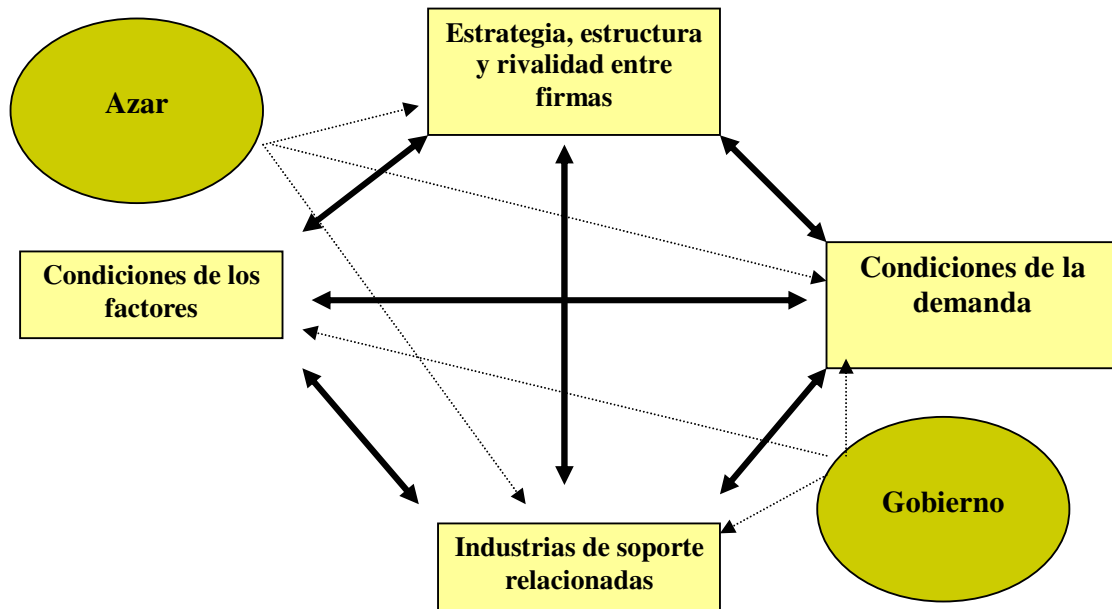 Estrategia, estructura
y rivalidad entre
firmas
Azar
Condiciones de los
factores
Condiciones de la
demanda
Gobierno
Industrias de soporte
relacionadas